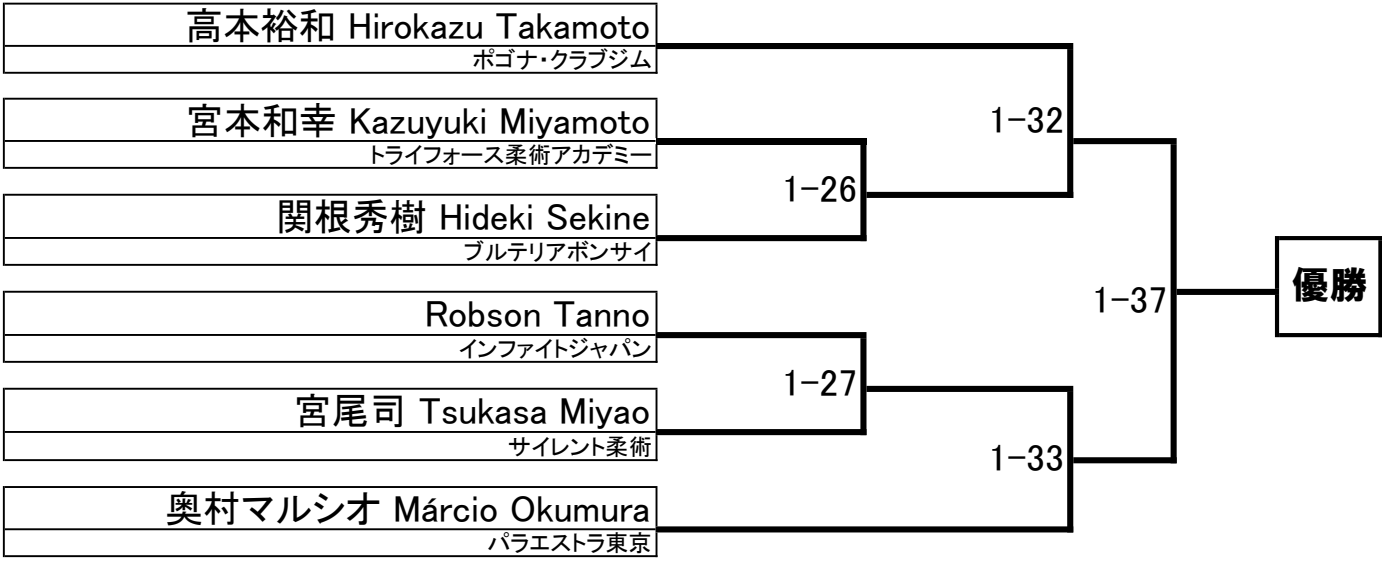 高本裕和 Hirokazu Takamoto
ポゴナ・クラブジム
1-32
宮本和幸 Kazuyuki Miyamoto
トライフォース柔術アカデミー
1-26
関根秀樹 Hideki Sekine
ブルテリアボンサイ
優勝
1-37
Robson Tanno
インファイトジャパン
1-27
宮尾司 Tsukasa Miyao
サイレント柔術
1-33
奥村マルシオ Márcio Okumura
パラエストラ東京